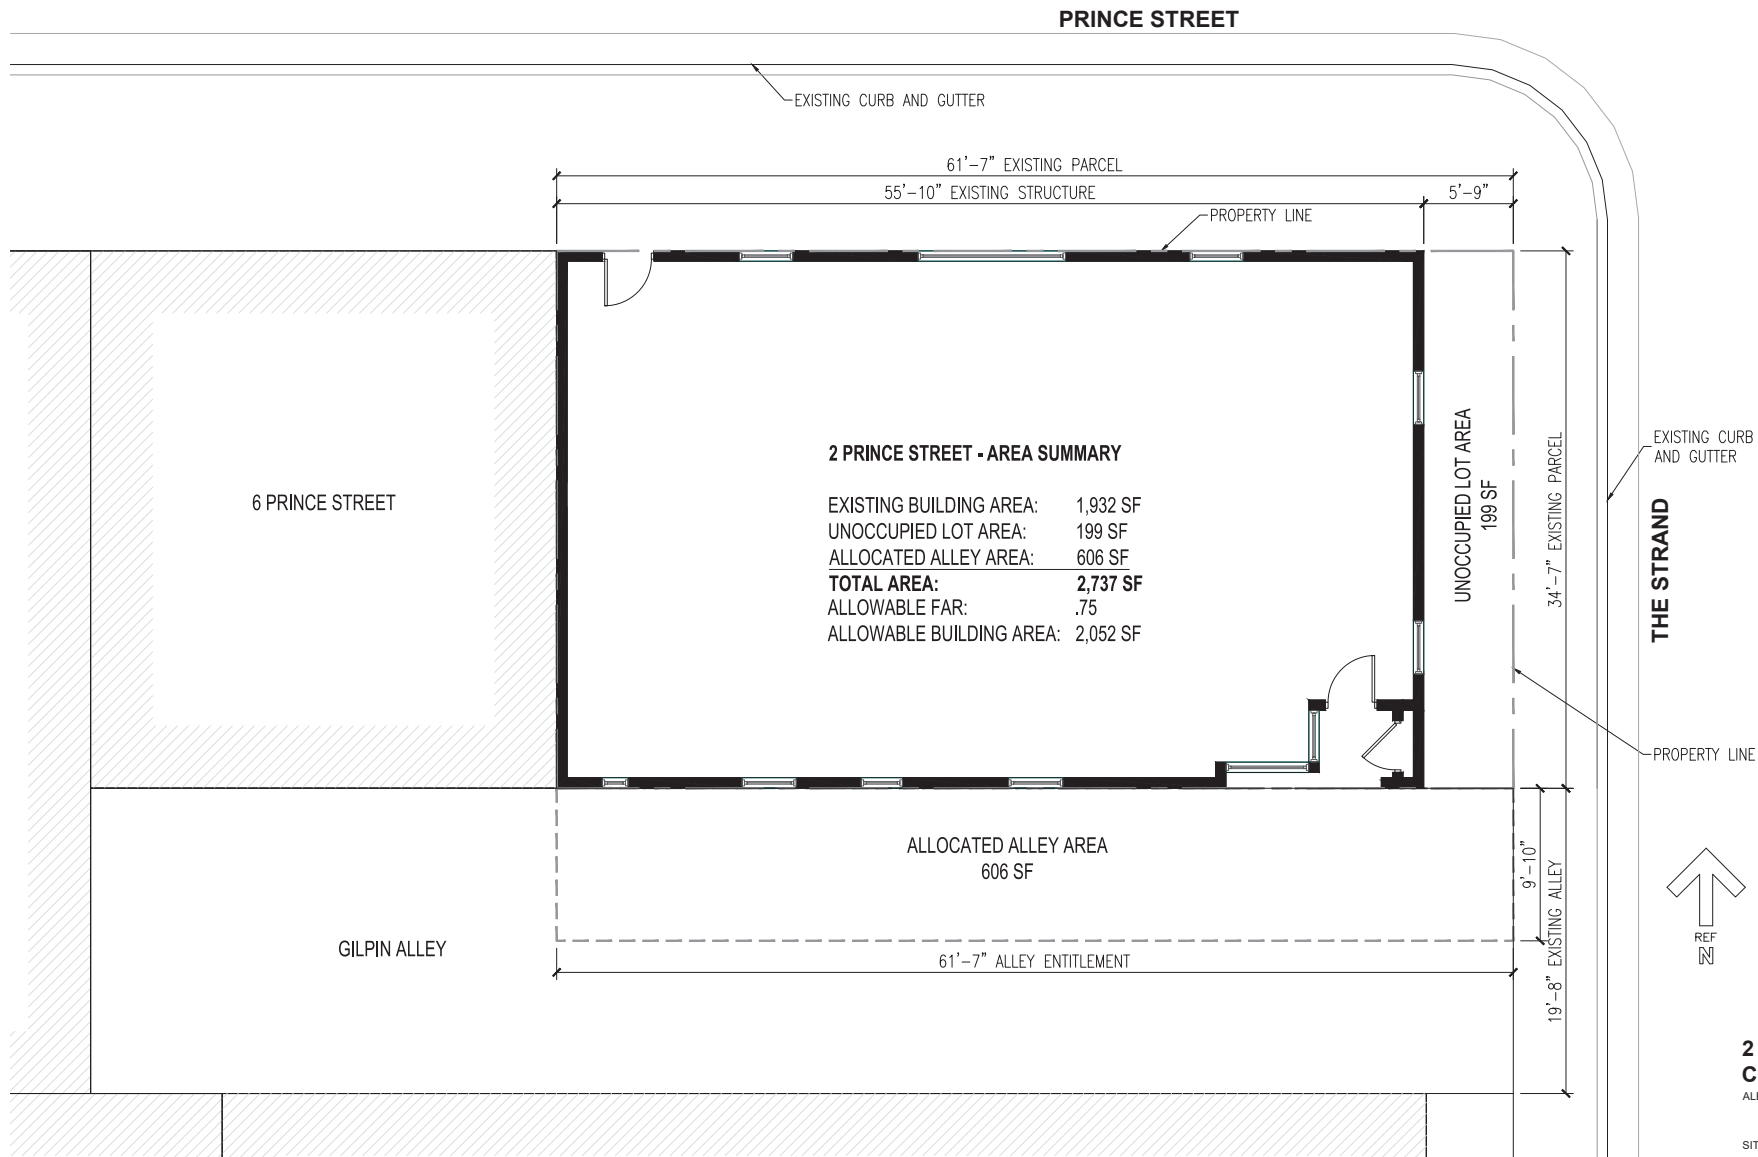 PRINCE STREET
EXISTING CURB AND GUTTER
61'-7" EXISTING PARCEL
55'-10" EXISTING STRUCTURE
5'-9"
PROPERTY LINE
6 PRINCE STREET
2 PRINCE STREET - AREA SUMMARY
EXISTING BUILDING AREA: 1,932 SF
UNOCCUPIED LOT AREA: 199 SF
ALLOCATED ALLEY AREA: 606 SF
TOTAL AREA: 2,737 SF
ALLOWABLE FAR: .75
ALLOWABLE BUILDING AREA: 2,052 SF
UNOCCUPIED LOT AREA
199 SF
34'-7" EXISTING PARCEL
EXISTING CURB
AND GUTTER
THE STRAND
PROPERTY LINE
ALLOCATED ALLEY AREA
606 SF
9'-10"
19'-8" EXISTING ALLEY
GILPIN ALLEY
61'-7" ALLEY ENTITLEMENT
REF
N
2
C
ALI
SIT